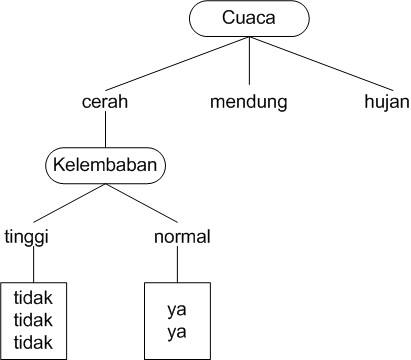 Cuaca
cerah mendung hujan
Kelembaban
tinggi normal
tidak
tidak
tidak
ya
ya